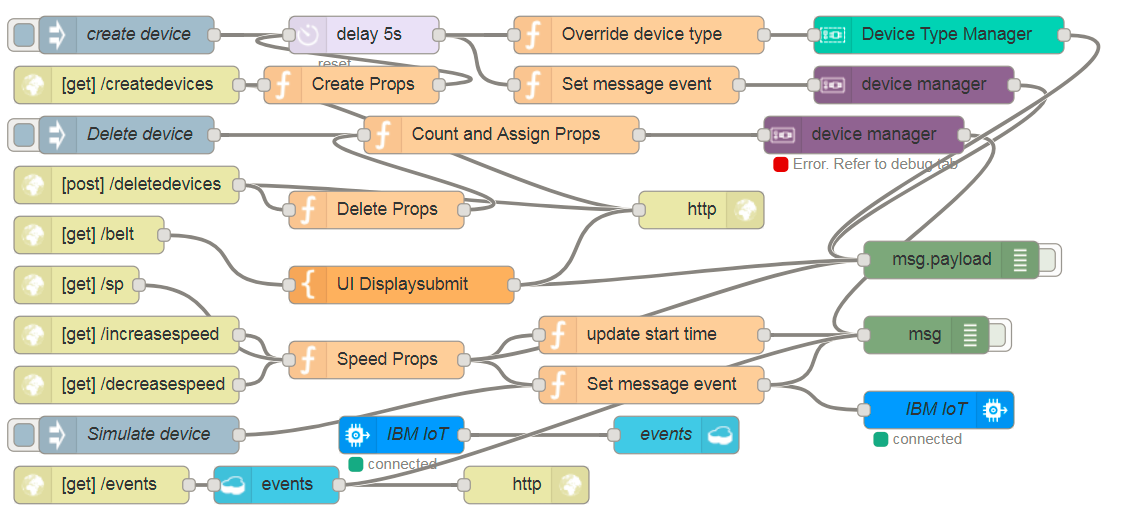 create device
delay 5s
Override device type
Device Type Manager
reset
[get] /createdevices
Create Props
Set message event
device manager
Delete device
Count and Assign Props
device manager
Error. Refer to debug tab
[post] /deletedevices
Delete Props
http
[get] /belt
msg.payload
[get] /sp
UI Displaysubmit
[get] /increasespeed
update start time
msg
Speed Props
[get] /decreasespeed
Set message event
IBM IoT
connected
Simulate device
IBM IoT
events
connected
[get] /events
events
http